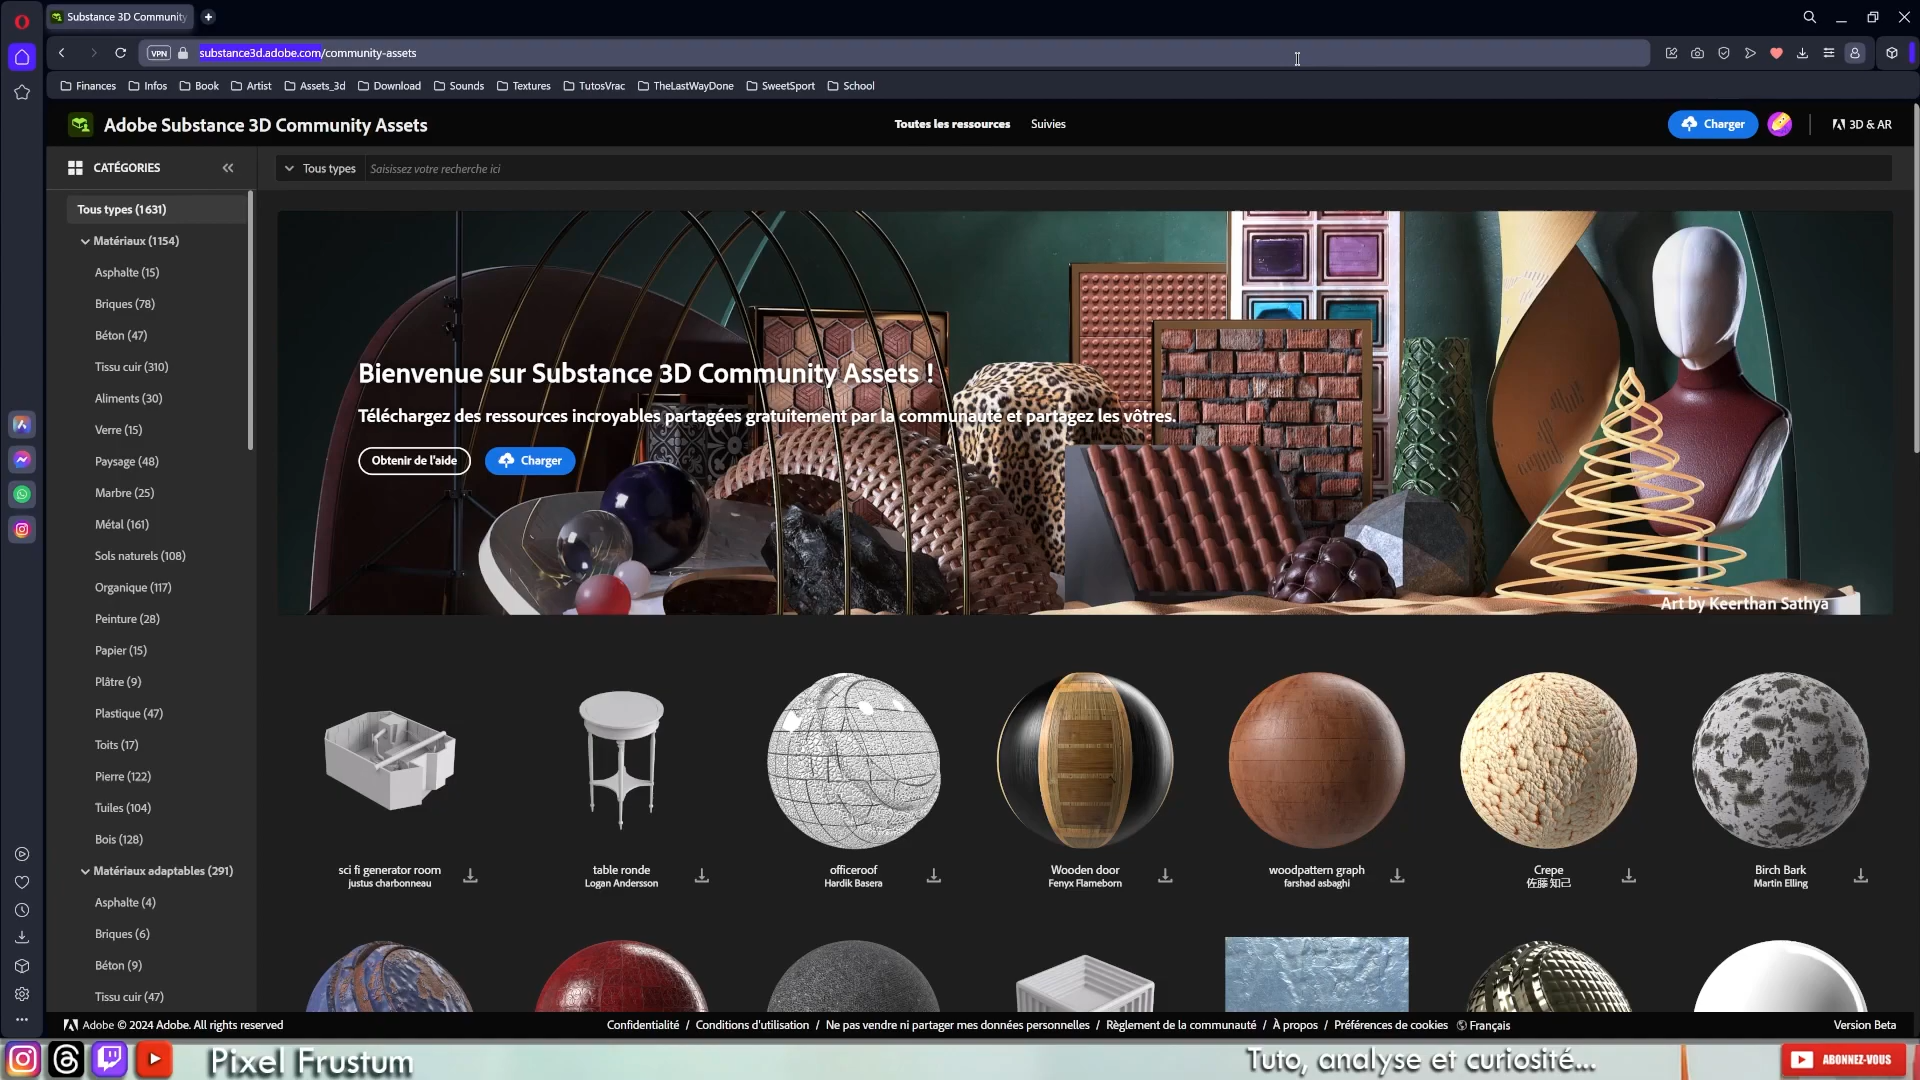 Substance 3D Community
VPN
substance3d.adobe.com/community-assets
Finances
Infos
Book
Artist
Assets_3d
Download
Sounds
Textures
TutosVrac
TheLastWayDone
SweetSport
School
Adobe Substance 3D Community Assets
Toutes les ressources
Suivies
Charger
3D & AR
CATÉGORIES
Tous types
Saisissez votre recherche ici
Tous types (1 631)
Matériaux (1154)
Asphalte (15)
Briques (78)
Béton (47)
Tissu cuir (310)
Aliments (30)
Verre (15)
Paysage (48)
Marbre (25)
Métal (161)
Sols naturels (108)
Organique (117)
Peinture (28)
Papier (15)
Plâtre (9)
Plastique (47)
Toits (17)
Pierre (122)
Tuiles (104)
Bois (128)
Matériaux adaptables (291)
Asphalte (4)
Briques (6)
Béton (9)
Tissu cuir (47)
Bienvenue sur Substance 3D Community Assets !
Téléchargez des ressources incroyables partagées gratuitement par la communauté et partagez les vôtres.
Obtenir de l'aide
Charger
Art by Keerthan Sathya
sci fi generator room
justus charbonneau
table ronde
Logan Andersson
officeroof
Hardik Basera
Wooden door
Fenyx Flameborn
woodpattern graph
farshad asbaghi
Crepe
佐藤 知己
Birch Bark
Martin Elling
Adobe © 2024 Adobe. All rights reserved
Confidentialité / Conditions d'utilisation / Ne pas vendre ni partager mes données personnelles / Règlement de la communauté / À propos / Préférences de cookies
Français
Version Beta
Pixel Frustum
Tuto, analyse et curiosité...
ABONNEZ-VOUS